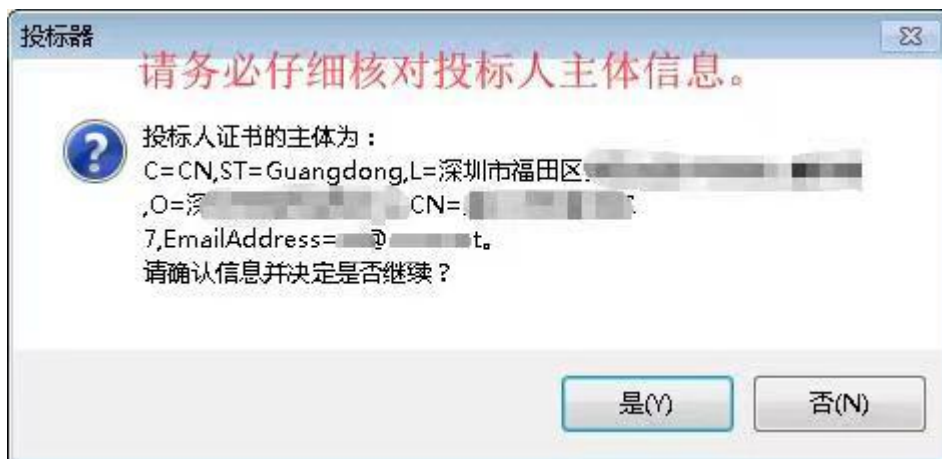 投标器
请务必仔细核对投标人主体信息。
投标人证书的主体为：
C=CN,ST=Guangdong,L=深圳市福田区
,O=深 CN=
7,EmailAddress= @ t。
请确认信息并决定是否继续？
是(Y)
否(N)